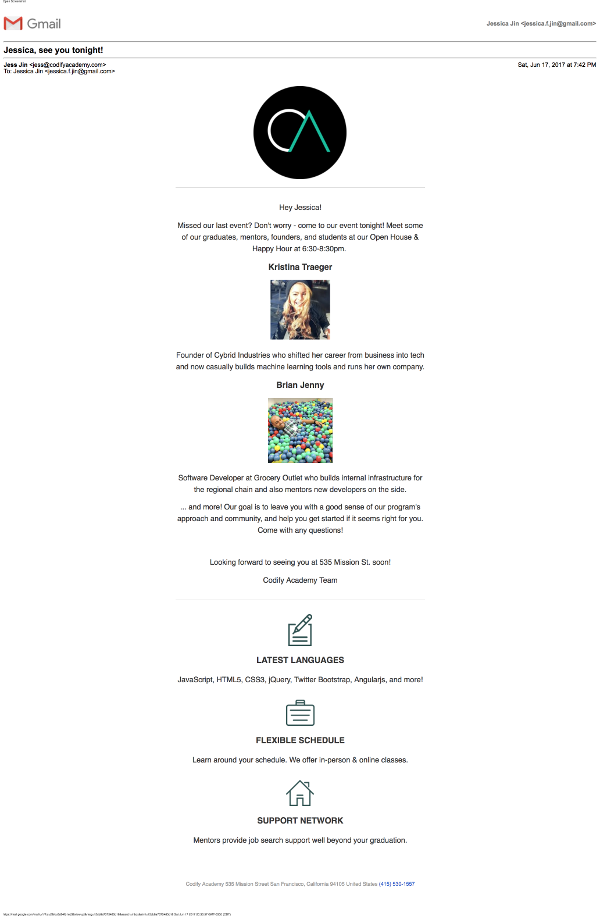 Gmail
Jessica Jin <jessica.f.jin@gmail.com>
Jessica, see you tonight!
Jess Jin <jess@codifyacademy.com>
Sat, Jun 17, 2017 at 7:42 PM
To: Jessica Jin <jessica.f.jin@gmail.com>
Hey Jessica!
Missed our last event? Don't worry - come to our event tonight! Meet some
of our graduates, mentors, founders, and students at our Open House &
Happy Hour at 6:30-8:30pm.
Kristina Traeger
Founder of Cybrid Industries who shifted her career from business into tech
and now casually builds machine learning tools and runs her own company.
Brian Jenny
Software Developer at Grocery Outlet who builds internal infrastructure for
the regional chain and also mentors new developers on the side.
... and more! Our goal is to leave you with a good sense of our program's
approach and community, and help you get started if it seems right for you.
Come with any questions!
Looking forward to seeing you at 535 Mission St. soon!
Codify Academy Team
LATEST LANGUAGES
JavaScript, HTML5, CSS3, jQuery, Twitter Bootstrap, Angularjs, and more!
FLEXIBLE SCHEDULE
Learn around your schedule. We offer in-person & online classes.
SUPPORT NETWORK
Mentors provide job search support well beyond your graduation.
Codify Academy 535 Mission Street San Francisco, California 94105 United States (415) 530-1557